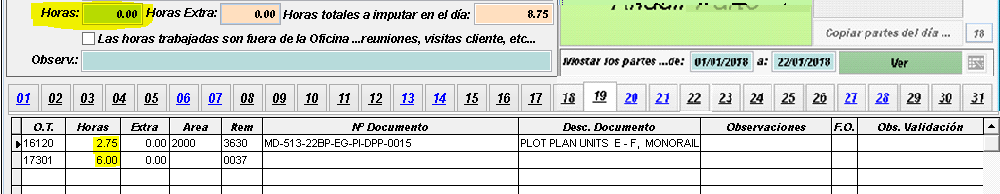 Horas: 0.00 Horas Extra: 0.00 Horas totales a imputar en el día: 8.75
Las horas trabajadas son fuera de la Oficina ...reuniones, visitas cliente, etc...
Copiar partes del día ... 18
Observ.:
Mostar los partes ...de: 01/01/2018 a: 22/01/2018 Ver
01 02 03 04 05 06 07 08 09 10 11 12 13 14 15 16 17 18 19 20 21 22 23 24 25 26 27 28 29 30 31
O.T. Horas Extra Area Item Nº Documento Desc. Documento Observaciones F.O. Obs. Validación
16120 2.75 0.00 2000 3630 MD-513-22BP-EG-PI-DPP-0015 PLOT PLAN UNITS E - F, MONORAIL
17301 6.00 0.00 0037